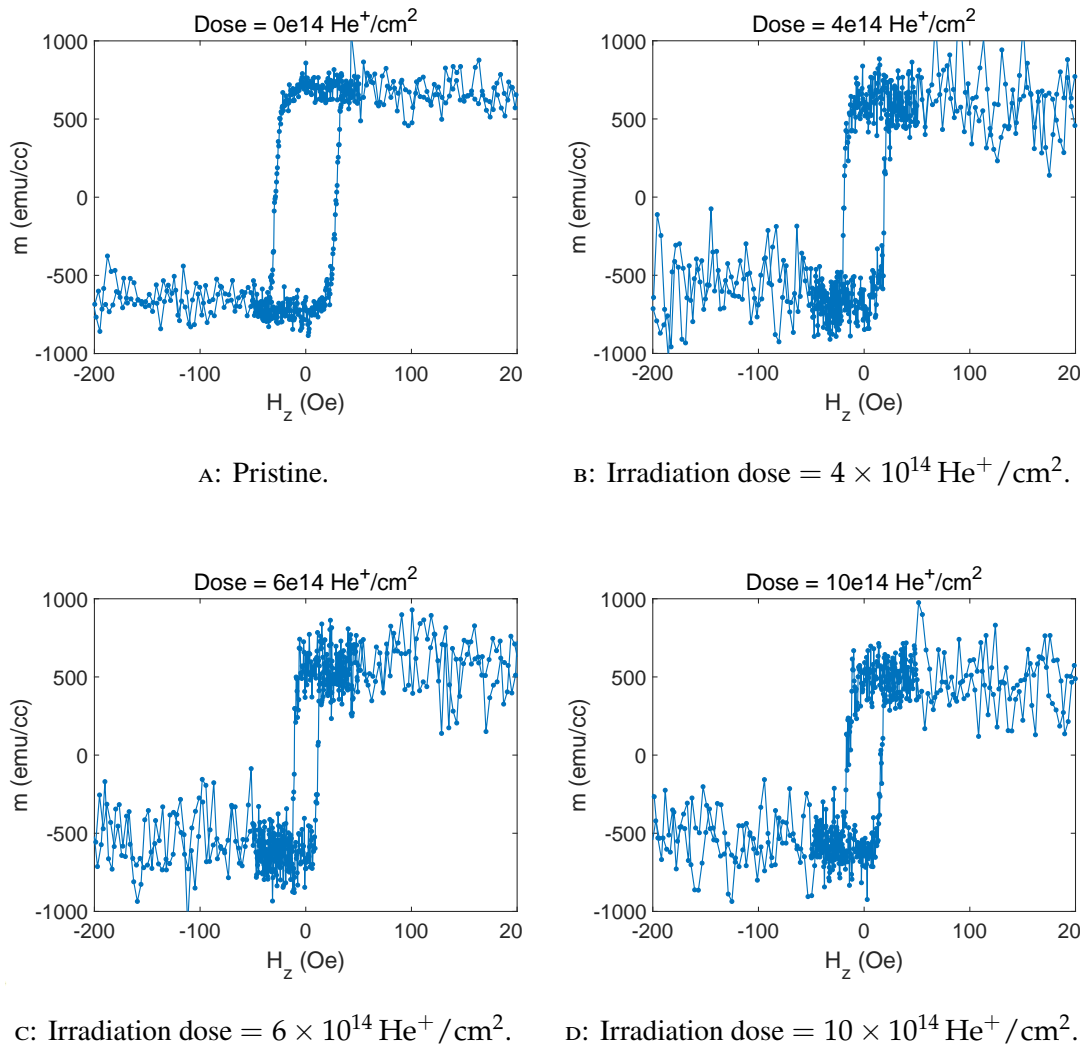 Dose = 0e14 He⁺/cm²
1000
500
0
-500
-1000
m (emu/cc)
-200
-100
0
100
20
H_z (Oe)
A: Pristine.
Dose = 4e14 He⁺/cm²
1000
500
0
-500
-1000
m (emu/cc)
-200
-100
0
100
20
H_z (Oe)
B: Irradiation dose = 4 × 10¹⁴ He⁺/cm².
Dose = 6e14 He⁺/cm²
1000
500
0
-500
-1000
m (emu/cc)
-200
-100
0
100
20
H_z (Oe)
C: Irradiation dose = 6 × 10¹⁴ He⁺/cm².
Dose = 10e14 He⁺/cm²
1000
500
0
-500
-1000
m (emu/cc)
-200
-100
0
100
20
H_z (Oe)
D: Irradiation dose = 10 × 10¹⁴ He⁺/cm².